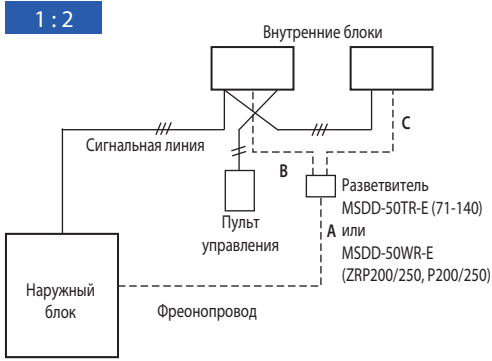 1 : 2
Внутренние блоки
Сигнальная линия
C
B
Разветвитель
MSDD-50TR-E (71-140)
A или
MSDD-50WR-E
(ZRP200/250, P200/250)
Пульт
управления
Наружный
блок
Фреонопровод